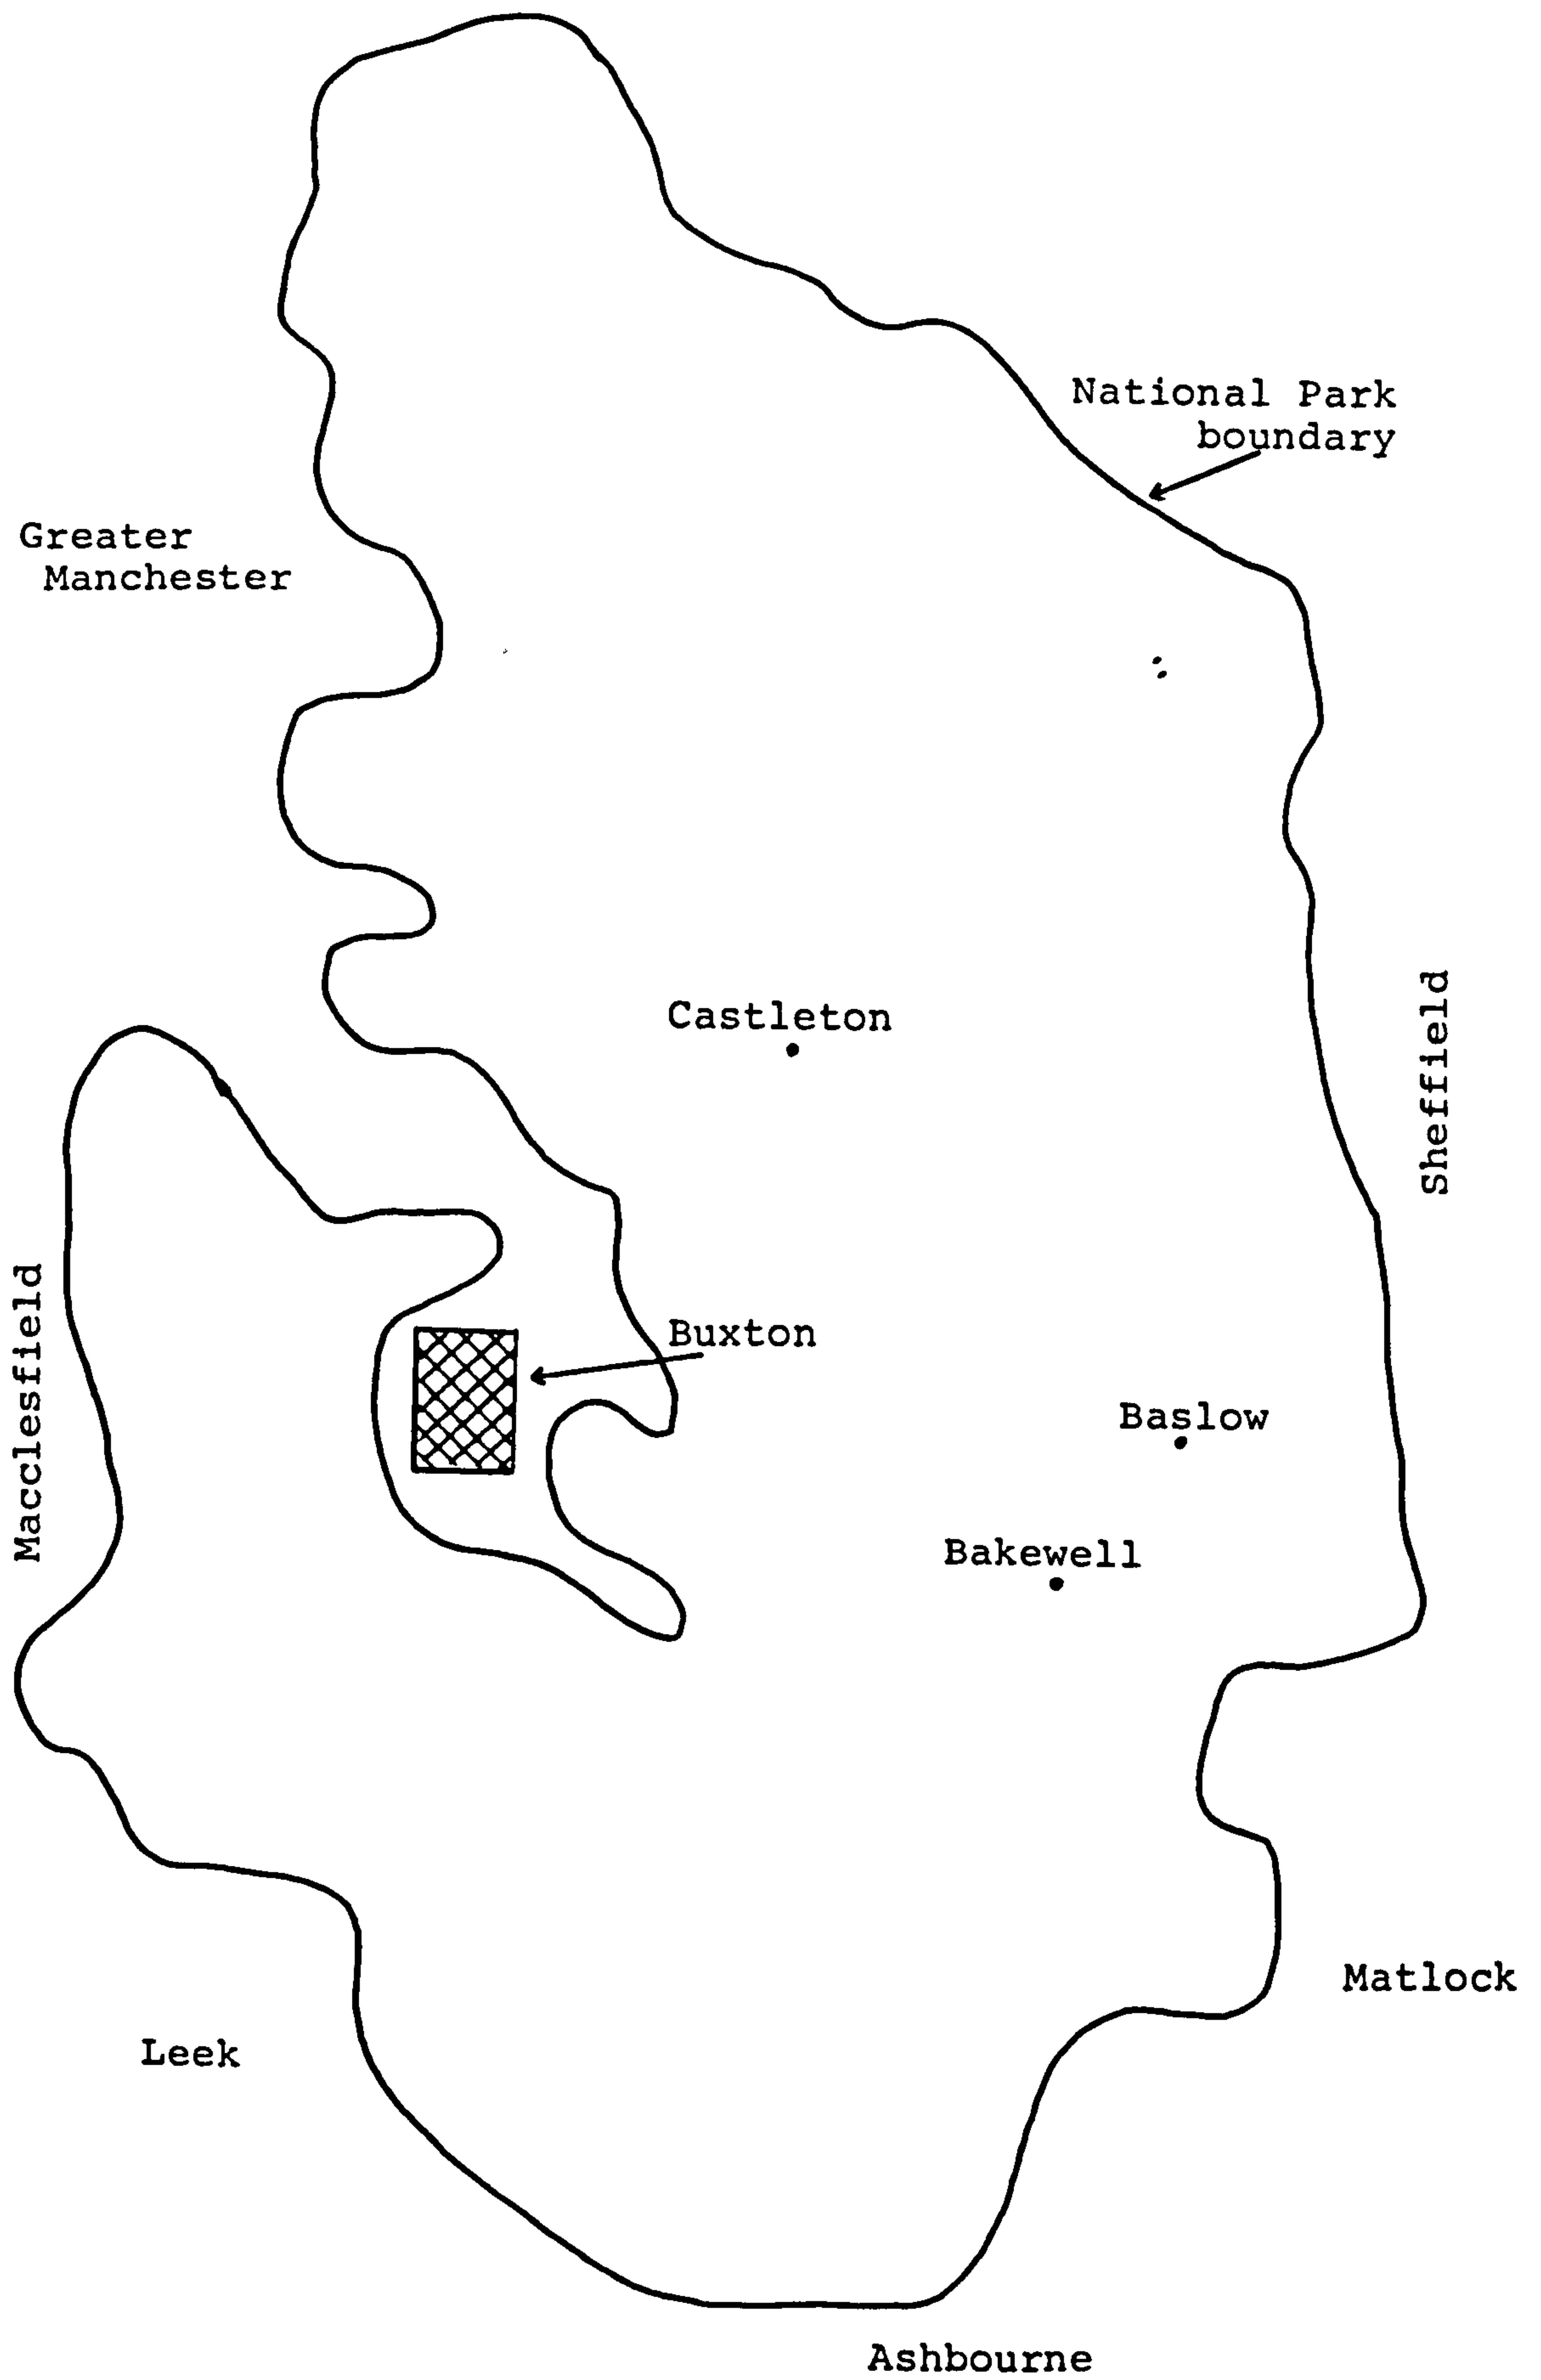 National Park
boundary
Greater
Manchester
Castleton
Sheffield
Macclesfield
Buxton
Baslow
Bakewell
Matlock
Leek
Ashbourne